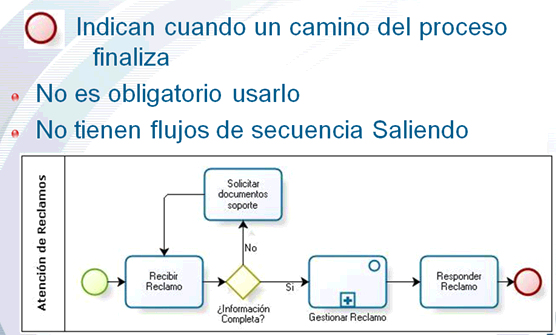 Indican cuando un camino del proceso
finaliza
No es obligatorio usarlo
No tienen flujos de secuencia Saliendo
Atención de Reclamos
Solicitar
documentos
soporte
No
Recibir
Reclamo
¿Información
Completa?
Si
Gestionar Reclamo
Responder
Reclamo